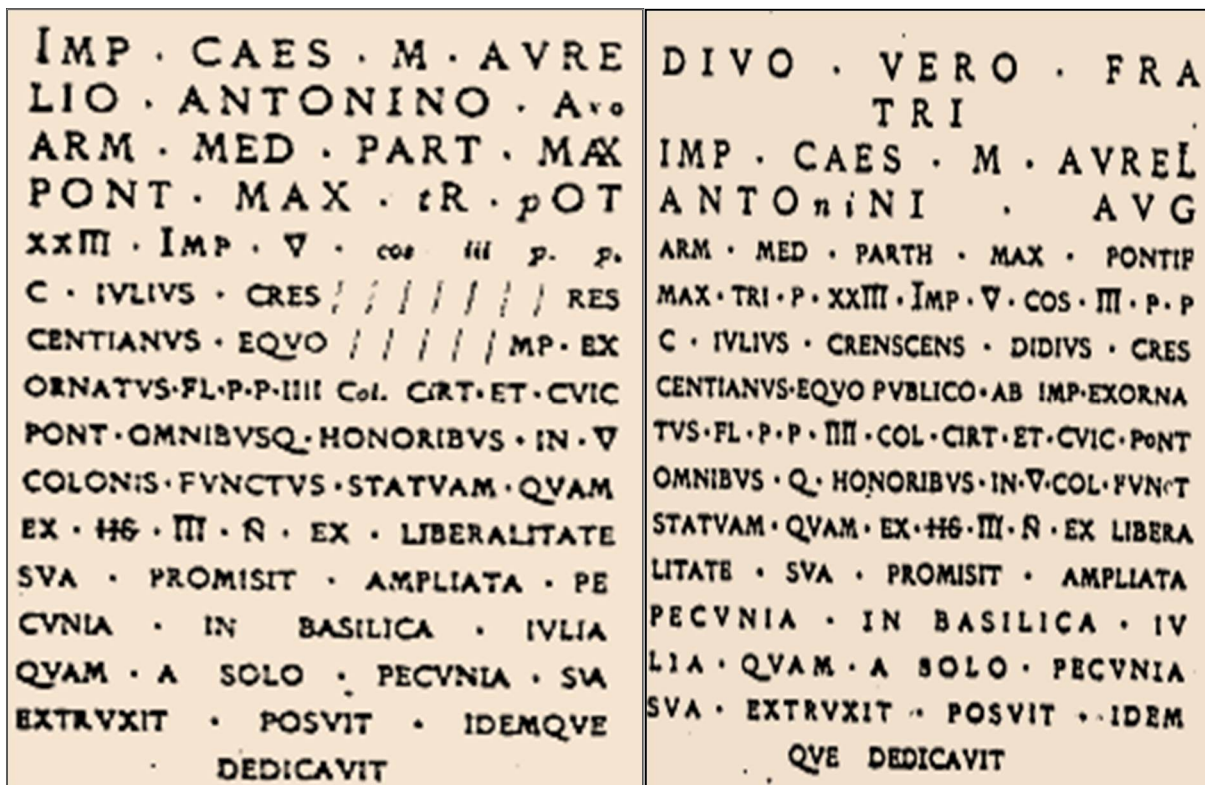 IMP · CAES · M · AVRE
LIO · ANTONINO · AVG
ARM · MED · PART · MAX
PONT · MAX · tR · pOT
XXIII · IMP · V · cos iii p. p.
C · IVLIVS · CRES / / / / / / / RES
CENTIANVS · EQVO / / / / / MP · EX
ORNATVS·FL·P·P·IIII Col. CiRT·ET·CVIC
PONT·OMNIBVSQ·HONORIBVS·IN·V
COLONIS·FVNCTVS·STATVAM·QVAM
EX · HS · III · N · EX · LIBERALITATE
SVA · PROMISIT · AMPLIATA · PE
CVNIA · IN BASILICA · IVLIA
QVAM · A SOLO · PECVNIA · SVA
EXTRVXIT · POSVIT · IDEMQVE
DEDICAVIT
DIVO · VERO · FRA
TRI
IMP · CAES · M · AVREL
ANTOniNI · AVG
ARM · MED · PARTH · MAX · PONTIF
MAX·TRI·P·XXIII·IMP·V·COS·III·P·P
C · IVLIVS · CRENSCENS · DIDIVS · CRES
CENTIANVS·EQVO PVBLICO·AB IMP·EXORNA
TVS·FL·P·P·IIII·COL·CIRT·ET·CVIC·PONT
OMNIBVS·Q·HONORIBVS·IN·V·COL·FVNcT
STATVAM·QVAM·EX·HS·III·N·EX LIBERA
LITATE · SVA · PROMISIT · AMPLIATA
PECVNIA · IN BASILICA · IV
LIA · QVAM · A SOLO · PECVNIA
SVA · EXTRVXIT · POSVIT · IDEM
QVE DEDICAVIT